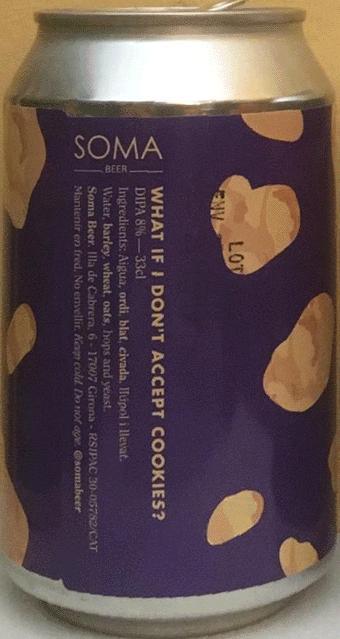 SOMA
BEER
WHAT IF I DON'T ACCEPT COOKIES?
DIPA 8% — 33cl
Ingredients: Aigua, ordi, blat, civada, llúpol i llevat.
Water, barley, wheat, oats, hops and yeast.
Soma Beer. Illa de Cabrera, 6 - 17007 Girona - RSIPAC 30-05782/CAT
Mantenir en fred. No envellir. Keep cold. Do not age. @somabeer
ENV
LOT